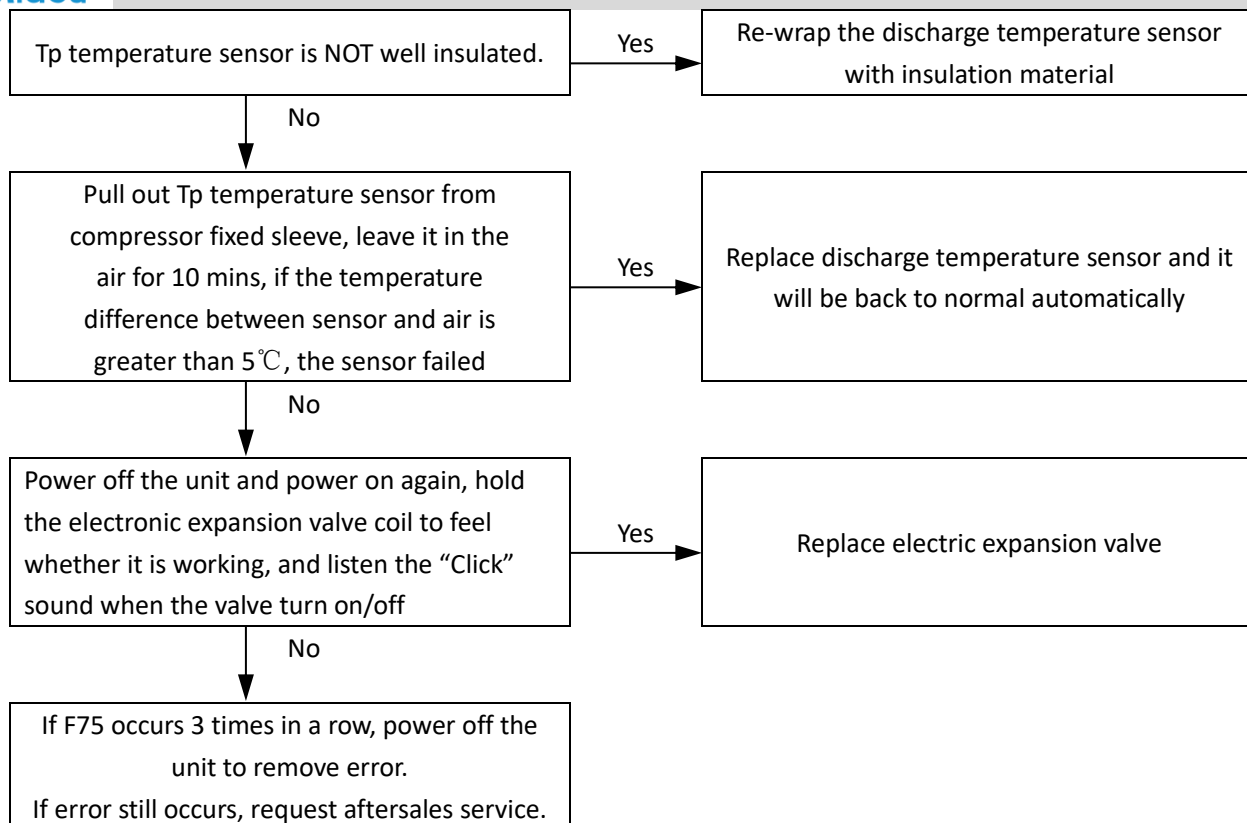 Tp temperature sensor is NOT well insulated.
Yes
Re-wrap the discharge temperature sensor
with insulation material
No
Pull out Tp temperature sensor from
compressor fixed sleeve, leave it in the
air for 10 mins, if the temperature
difference between sensor and air is
greater than 5℃, the sensor failed
Yes
Replace discharge temperature sensor and it
will be back to normal automatically
No
Power off the unit and power on again, hold
the electronic expansion valve coil to feel
whether it is working, and listen the “Click”
sound when the valve turn on/off
Yes
Replace electric expansion valve
No
If F75 occurs 3 times in a row, power off the
unit to remove error.
If error still occurs, request aftersales service.